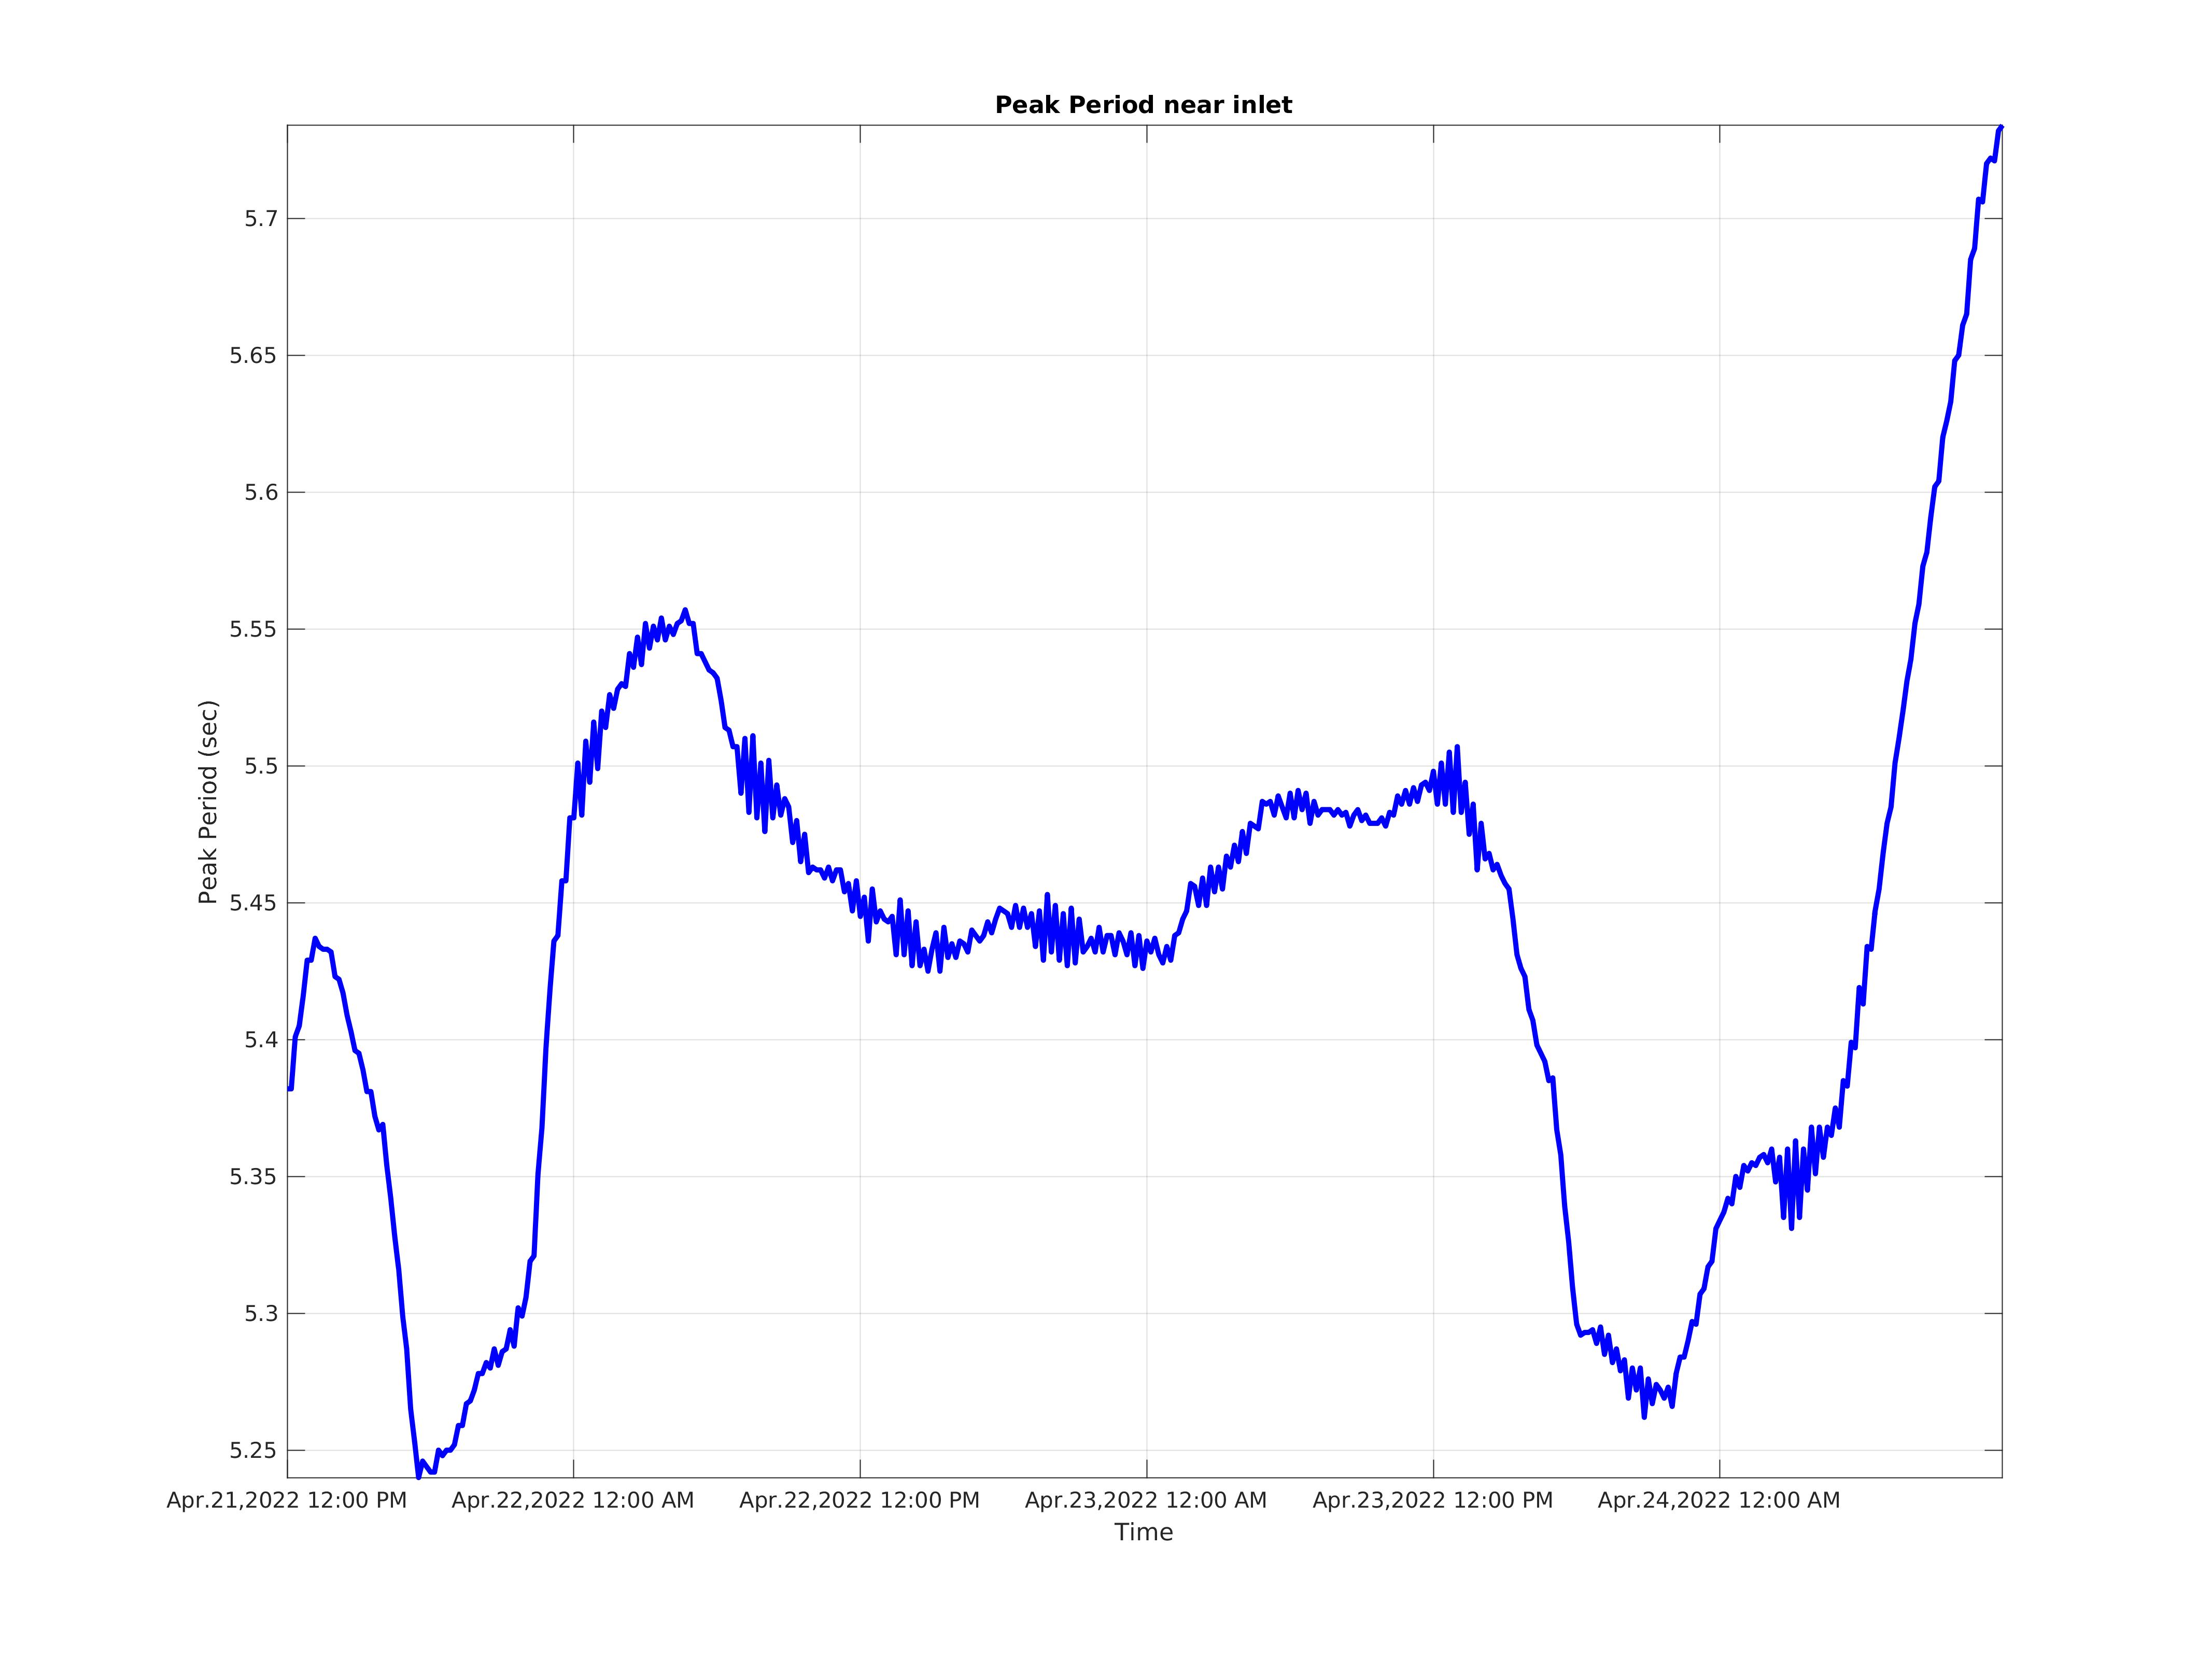 Peak Period near inlet
5.7
5.65
5.6
5.55
5.5
5.45
5.4
5.35
5.3
5.25
Peak Period (sec)
Apr.21,2022 12:00 PM
Apr.22,2022 12:00 AM
Apr.22,2022 12:00 PM
Apr.23,2022 12:00 AM
Apr.23,2022 12:00 PM
Apr.24,2022 12:00 AM
Time